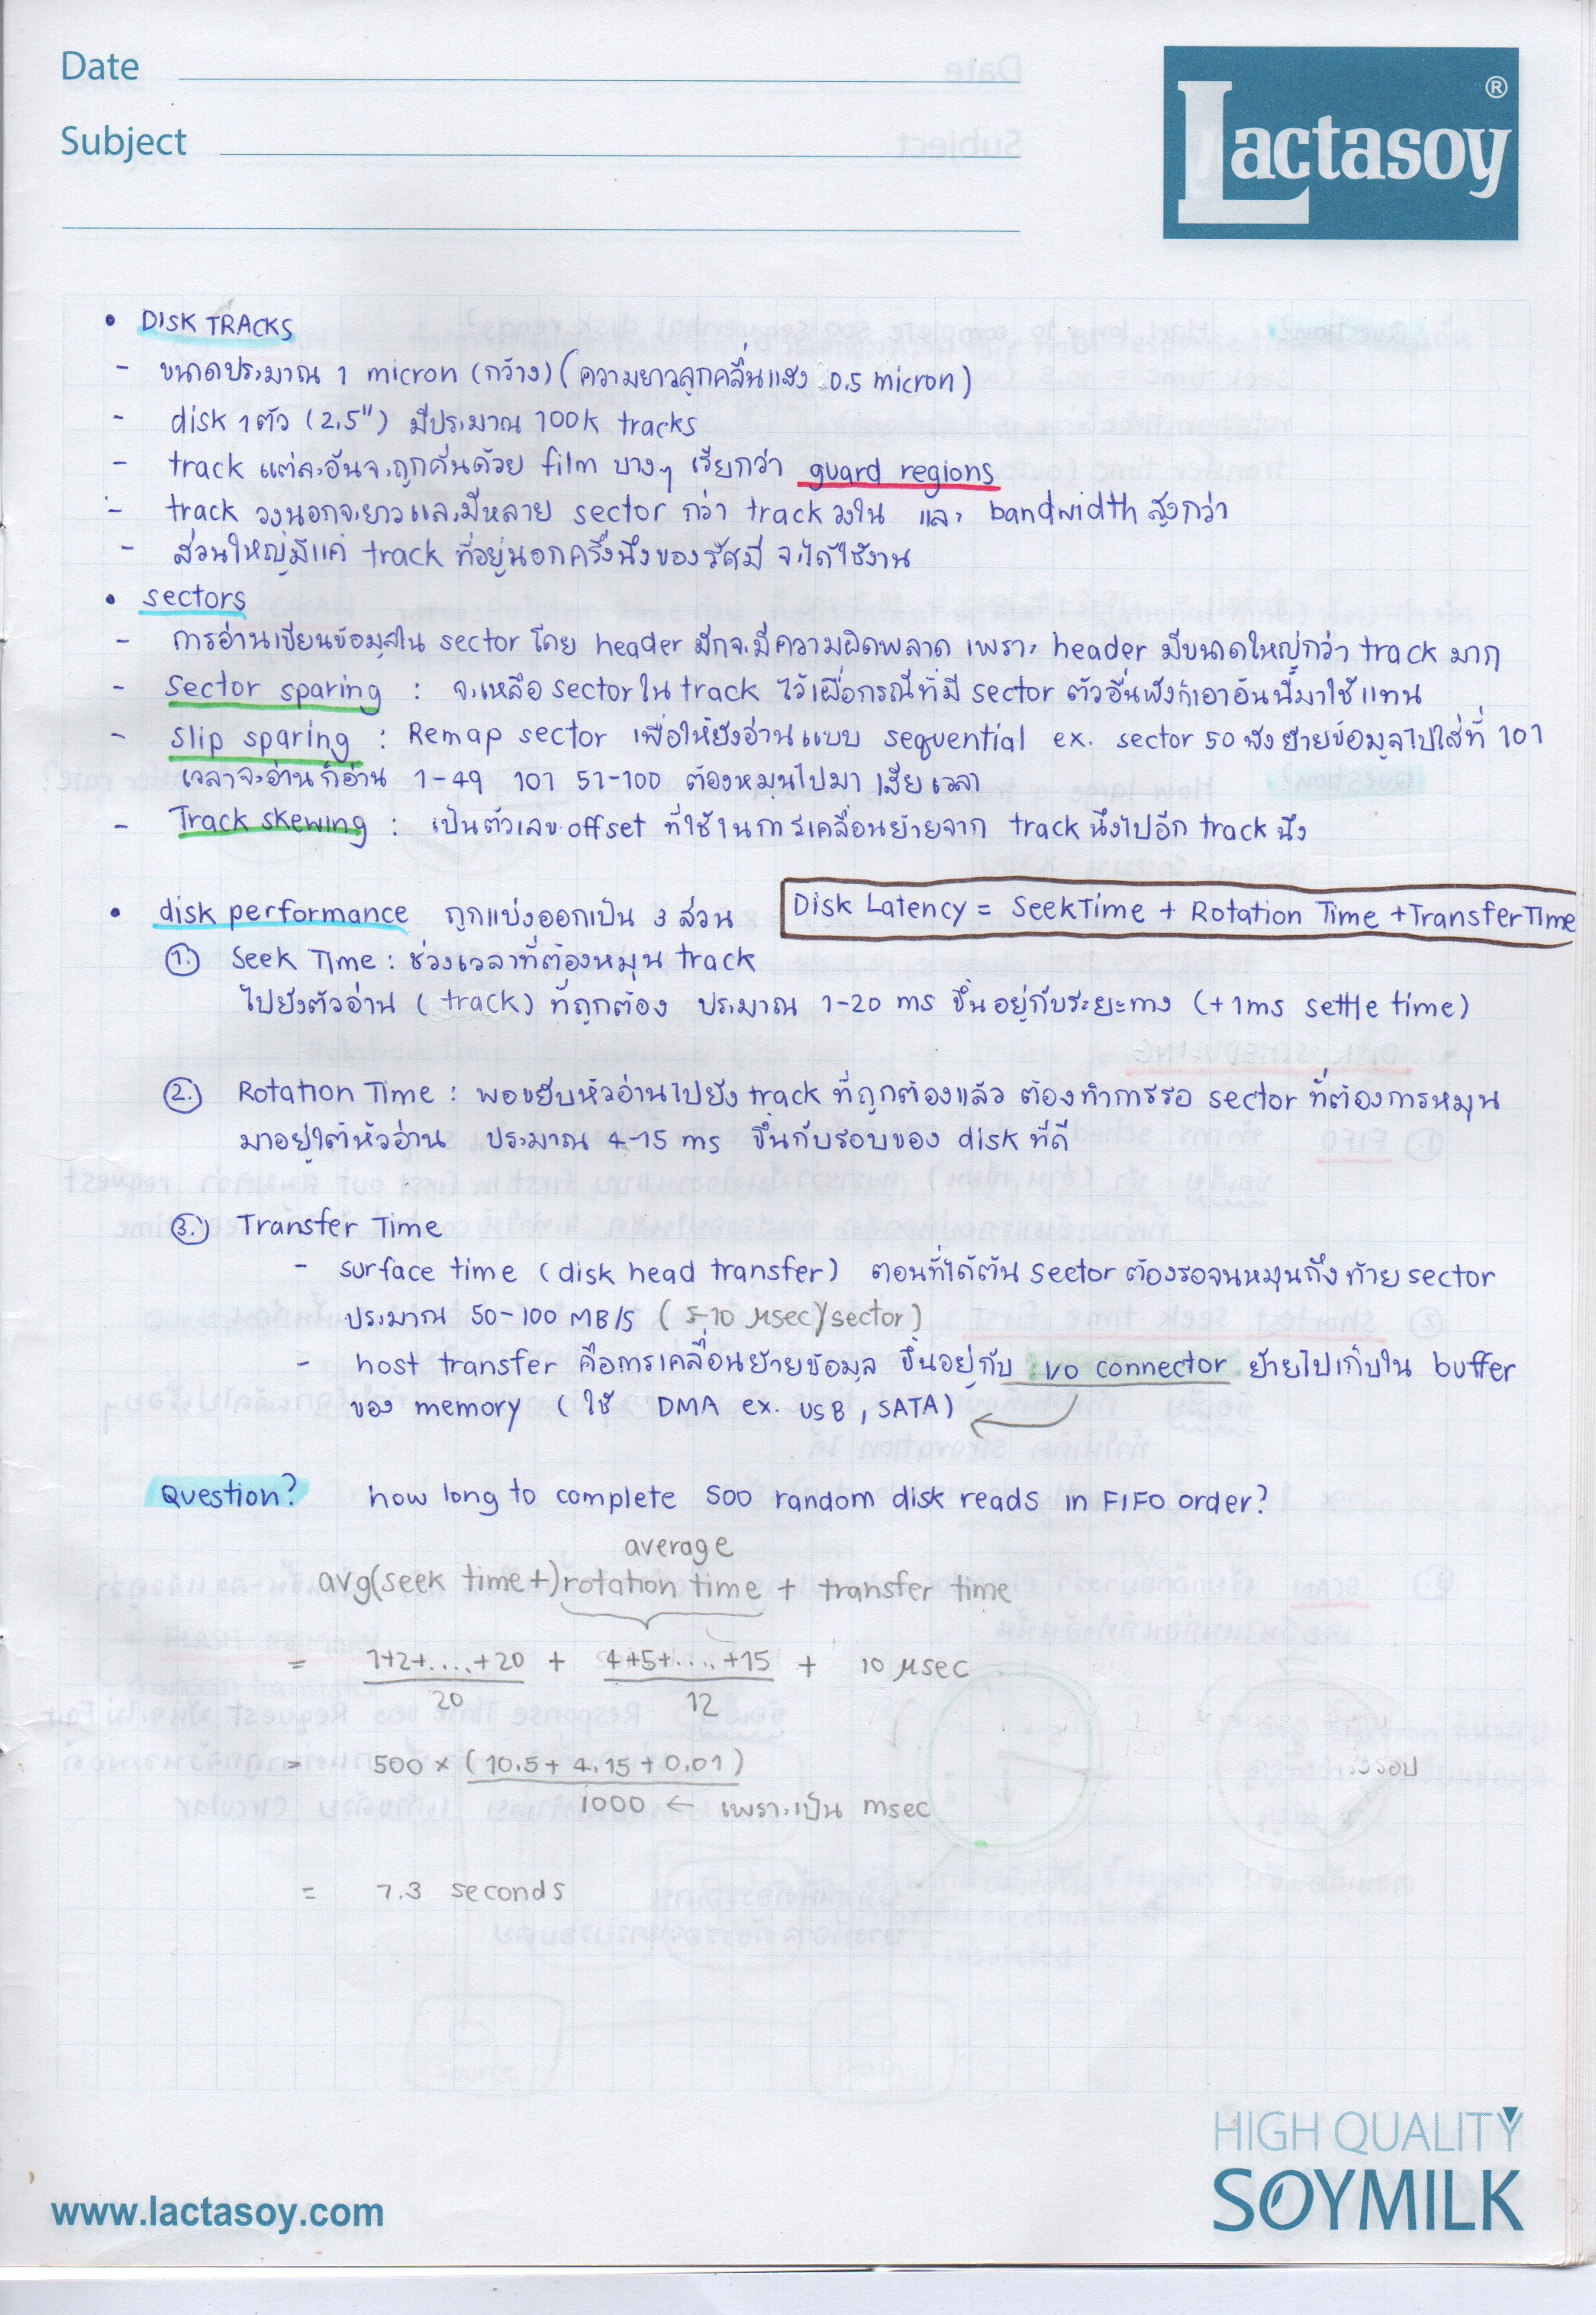 Date
Subject
Lactasoy ®
• DISK TRACKS
- ขนาดประมาณ 1 micron (กว้าง) (ความยาวลูกคลื่นแสง 0.5 micron)
- disk 1 ตัว (2.5") มีประมาณ 100K tracks
- track แต่ละอันจะถูกคั่นด้วย film บางๆ เรียกว่า guard regions
- track วงนอกจะยาวและมีหลาย sector กว่า track วงใน และ bandwidth สูงกว่า
- ส่วนใหญ่มีแค่ track ที่อยู่นอกครึ่งนึงของรัศมี จะได้ใช้งาน
• sectors
- การอ่านเขียนข้อมูลใน sector โดย header มักจะมีความผิดพลาด เพราะ header มีขนาดใหญ่กว่า track มาก
- Sector sparing : จะเหลือ sector ใน track ไว้เผื่อกรณีที่มี sector ตัวอื่นพังก็เอาอันนี้มาใช้แทน
- slip sparing : Remap sector เพื่อให้ยังอ่านแบบ sequential ex. sector 50 พัง ย้ายข้อมูลไปใส่ที่ 101
เวลาจะอ่านก็อ่าน 1-49 101 51-100 ต้องหมุนไปมา เสียเวลา
- Track skewing : เป็นตัวเลข offset ที่ใช้ในการเคลื่อนย้ายจาก track นึงไปอีก track นึง
• disk performance ถูกแบ่งออกเป็น 3 ส่วน
Disk Latency = SeekTime + Rotation Time + Transfer Time
1. Seek Time : ช่วงเวลาที่ต้องหมุน track
ไปยังตัวอ่าน (track) ที่ถูกต้อง ประมาณ 1-20 ms ขึ้นอยู่กับระยะทาง (+1ms settle time)
2. Rotation Time : พอขยับหัวอ่านไปยัง track ที่ถูกต้องแล้ว ต้องทำการรอ sector ที่ต้องการหมุน
มาอยู่ใต้หัวอ่าน ประมาณ 4-15 ms ขึ้นกับรอบของ disk ที่ดี
3. Transfer Time
- surface time (disk head transfer) ตอนที่ได้ต้น sector ต้องรอจนหมุนถึงท้าย sector
ประมาณ 50-100 MB/s (5-10 μsec/sector)
- host transfer คือการเคลื่อนย้ายข้อมูล ขึ้นอยู่กับ I/O connector ย้ายไปเก็บใน buffer
ของ memory (ใช้ DMA ex. USB, SATA)
Question? how long to complete 500 random disk reads in FIFO order?
average
avg(seek time+) rotation time + transfer time
= 1+2+....+20 + 4+5+....+15 + 10 μsec
20 12
= 500 × (10.5 + 4.15 + 0.01)
1000 ← เพราะเป็น msec
= 7.3 seconds
HIGH QUALITY
SOYMILK
www.lactasoy.com